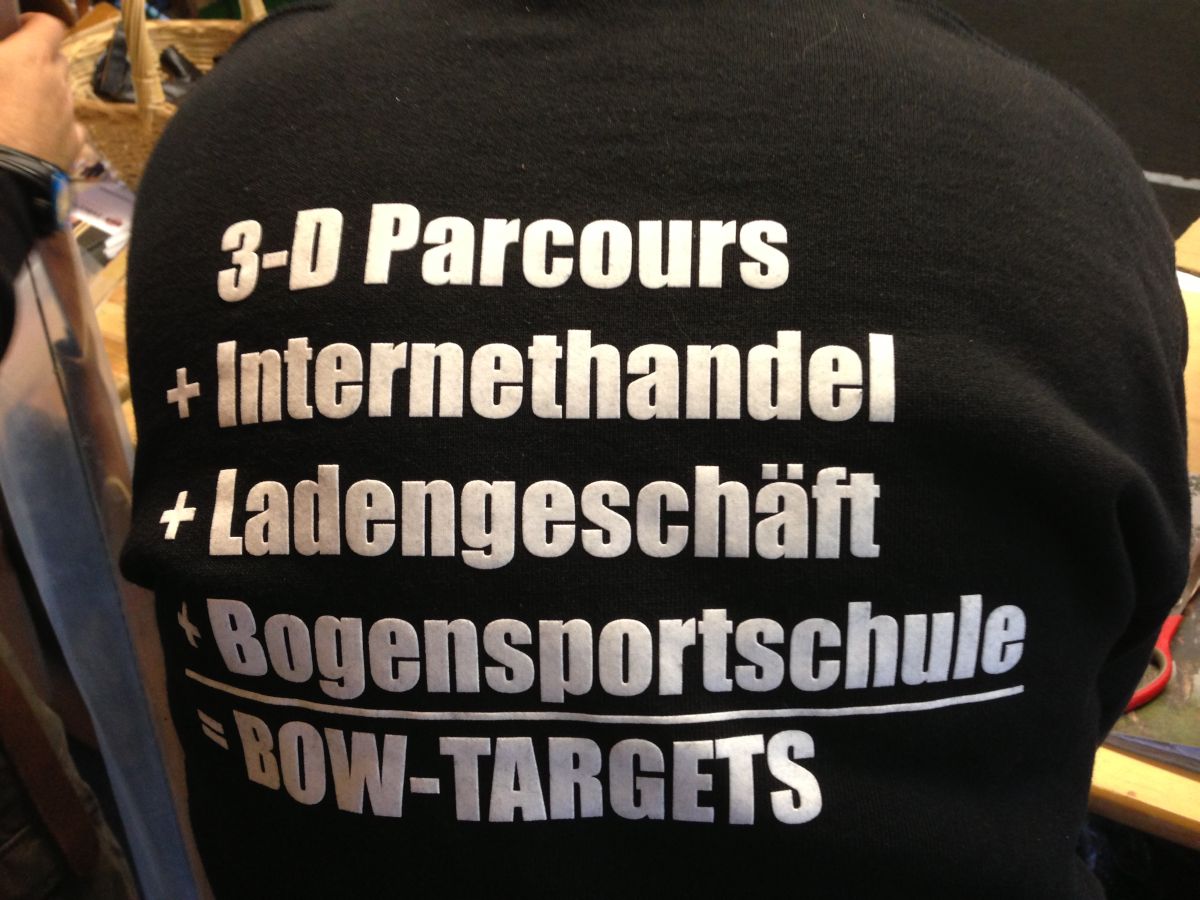 3-D Parcours
+ Internethandel
+ Ladengeschäft
+ Bogensportschule
= BOW-TARGETS